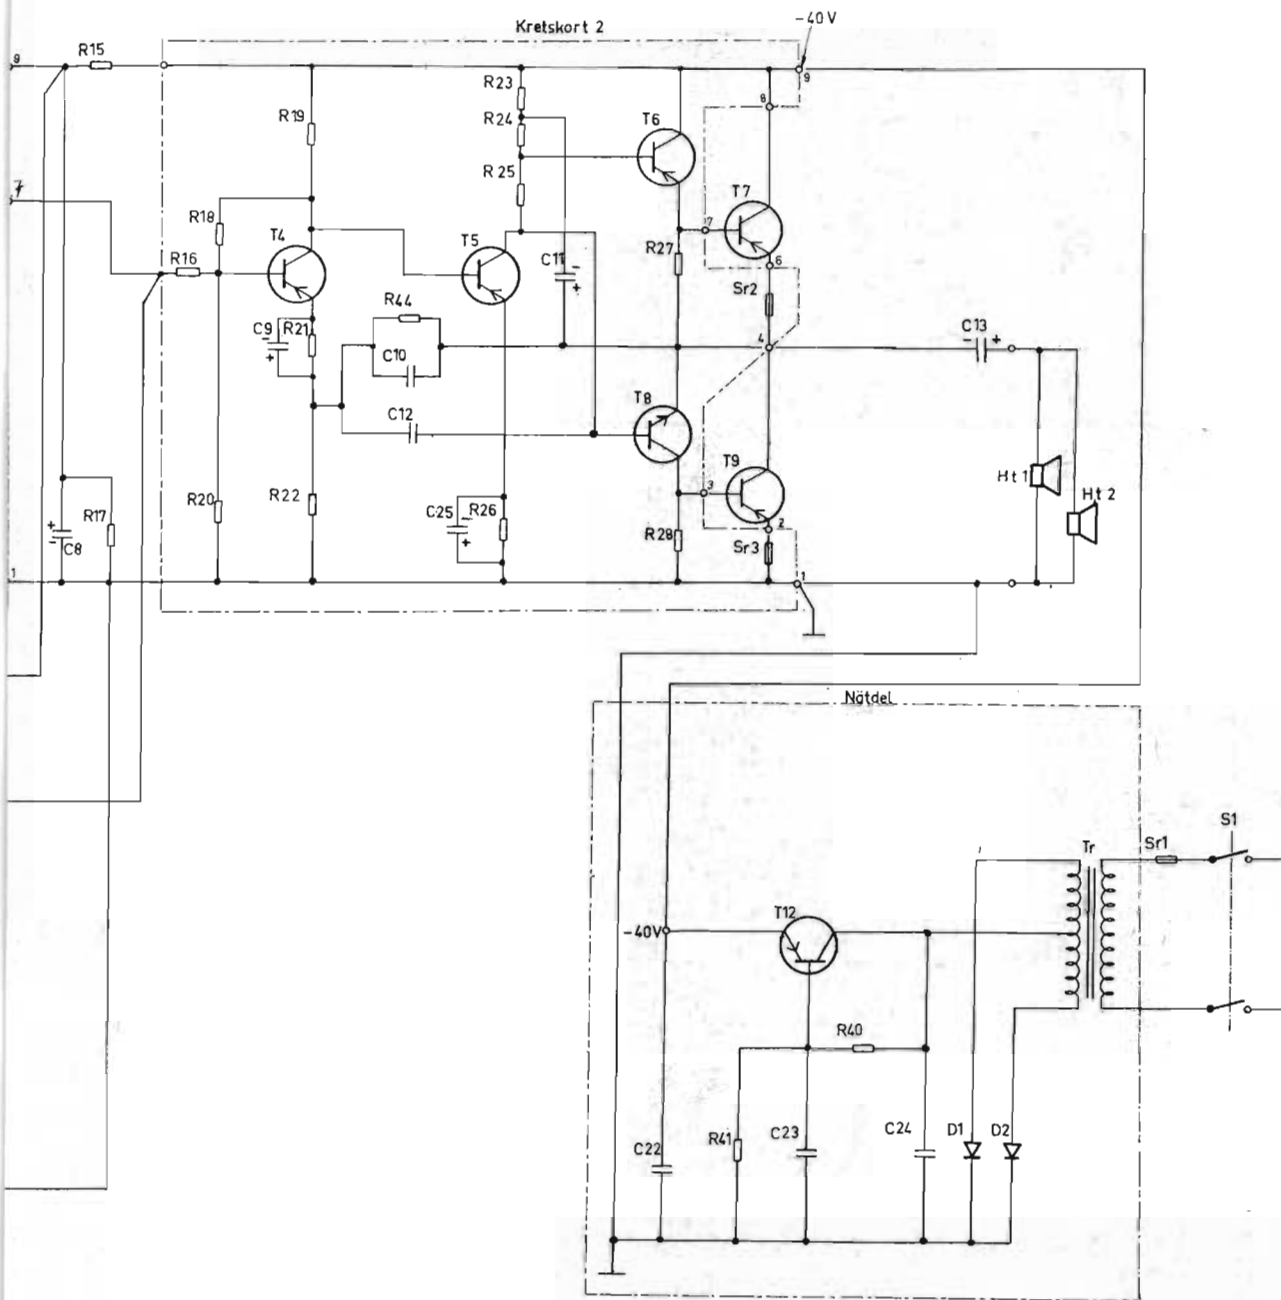 Kretskort 2
-40V
9
R15
9
R23
8
R19
R24
T6
R25
T7
7
R18
7
T4
T5
R16
R27
C11
-
+
6
Sr2
R44
C9
-
+
R21
C10
C13
-
+
4
C12
T8
T9
Ht 1
3
Ht 2
R20
R22
C25
-
+
R26
R17
+
-
C8
R28
2
Sr3
1
1
Nätdel
S1
Tr
Sr1
T12
-40V
R40
C22
R41
C23
C24
D1
D2